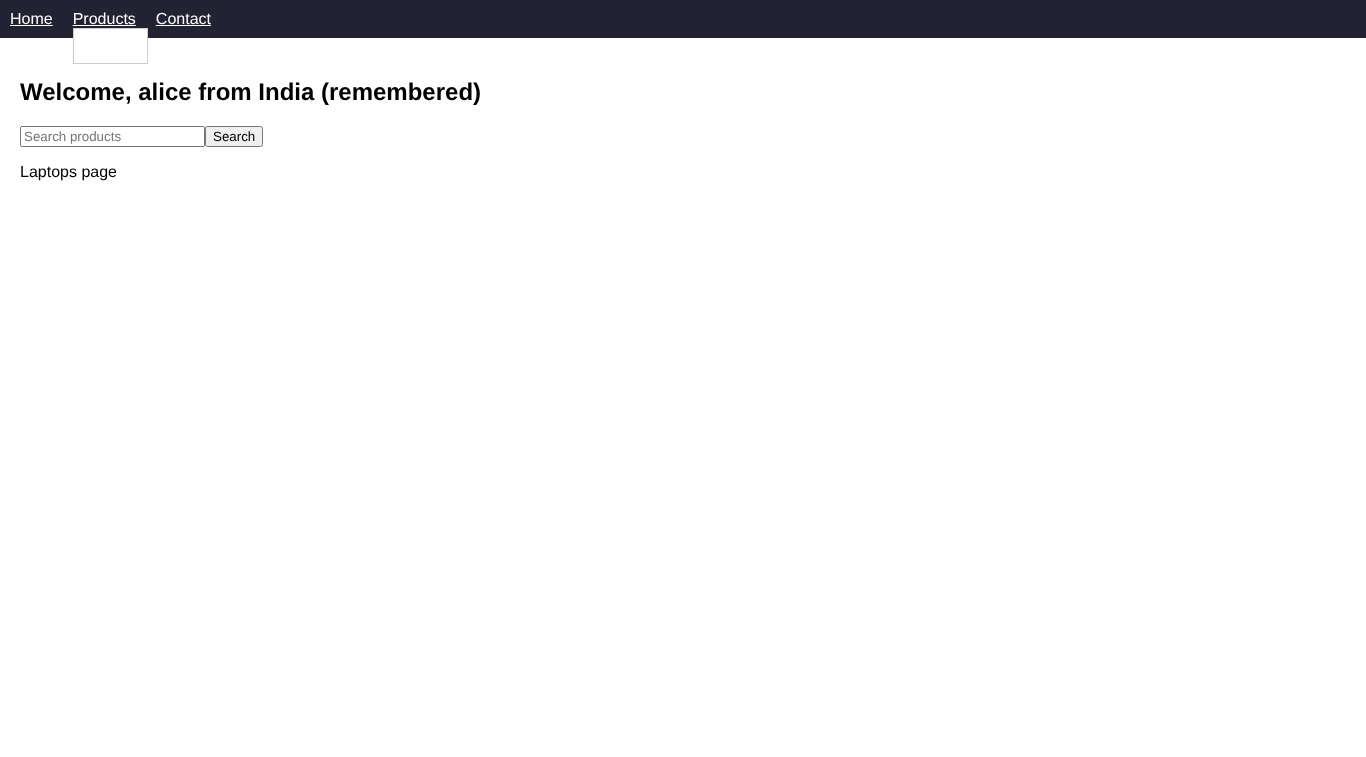 Home Products Contact
Welcome, alice from India (remembered)
Search products Search
Laptops page